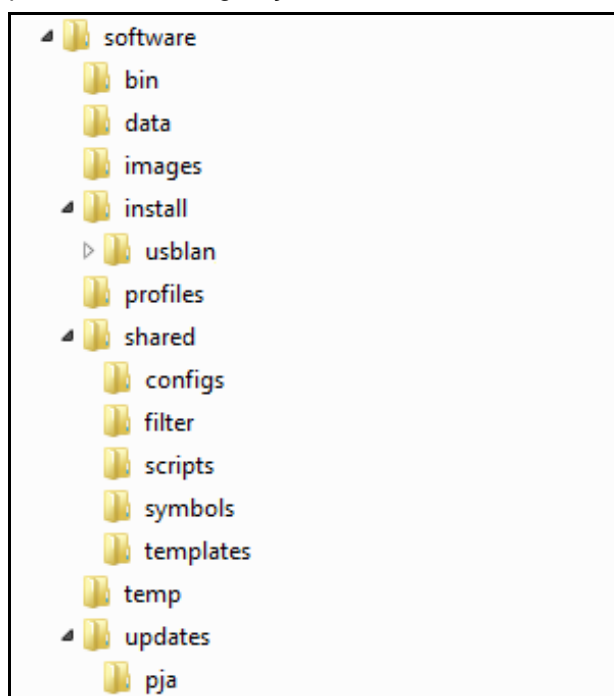 software
bin
data
images
install
usblan
profiles
shared
configs
filter
scripts
symbols
templates
temp
updates
pja